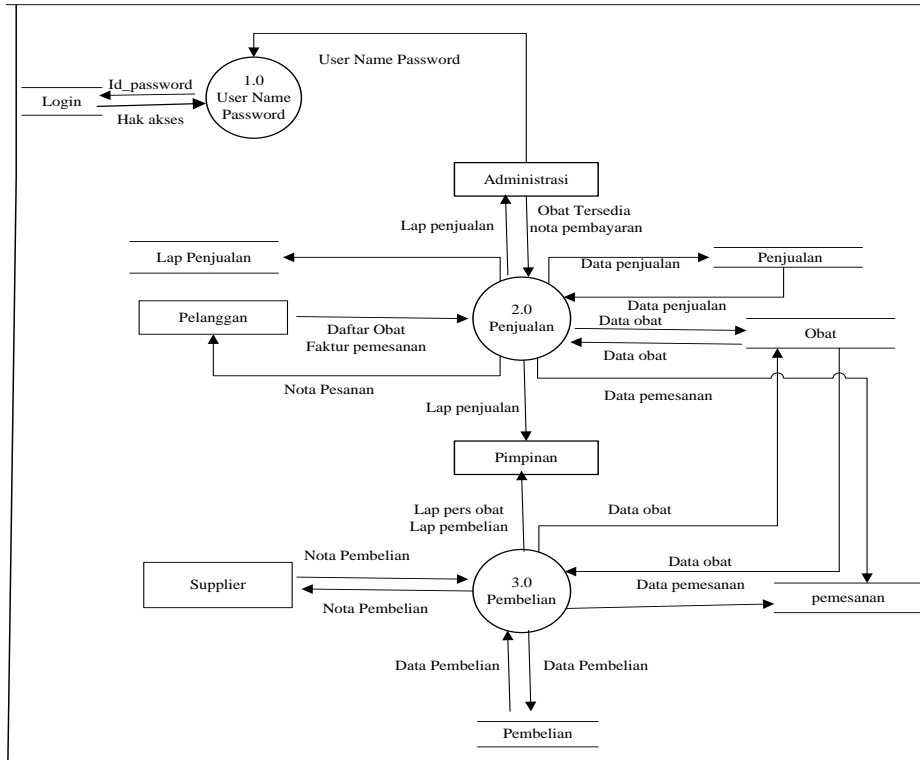 User Name Password
1.0
User Name
Password
Id_password
Login
Hak akses
Administrasi
Lap penjualan
Obat Tersedia
nota pembayaran
Lap Penjualan
Penjualan
Data penjualan
Data penjualan
2.0
Penjualan
Pelanggan
Daftar Obat
Faktur pemesanan
Data obat
Obat
Data obat
Nota Pesanan
Data pemesanan
Lap penjualan
Pimpinan
Lap pers obat
Lap pembelian
Data obat
Nota Pembelian
Data obat
Supplier
3.0
Pembelian
Data pemesanan
pemesanan
Nota Pembelian
Data Pembelian
Data Pembelian
Pembelian